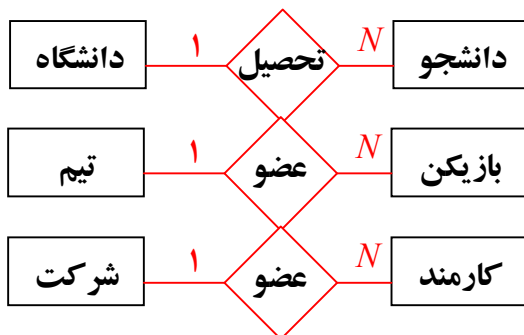 دانشجو N تحصیل ۱ دانشگاه
بازیکن N عضو ۱ تیم
کارمند N عضو ۱ شرکت